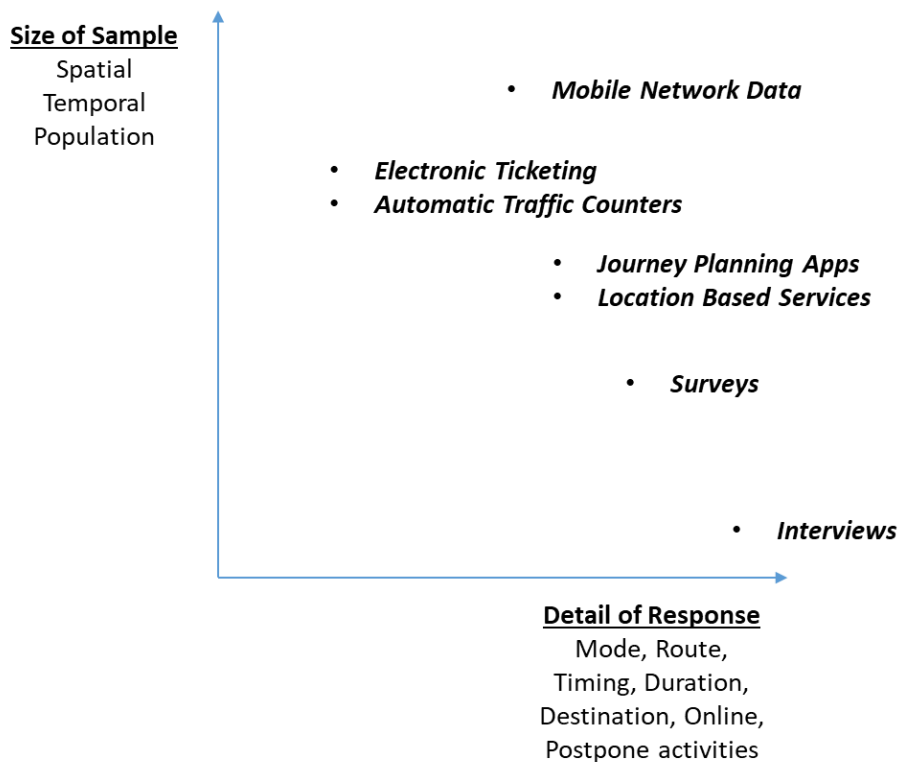 Size of Sample
Spatial
Temporal
Population
• Mobile Network Data
• Electronic Ticketing
• Automatic Traffic Counters
• Journey Planning Apps
• Location Based Services
• Surveys
• Interviews
Detail of Response
Mode, Route,
Timing, Duration,
Destination, Online,
Postpone activities